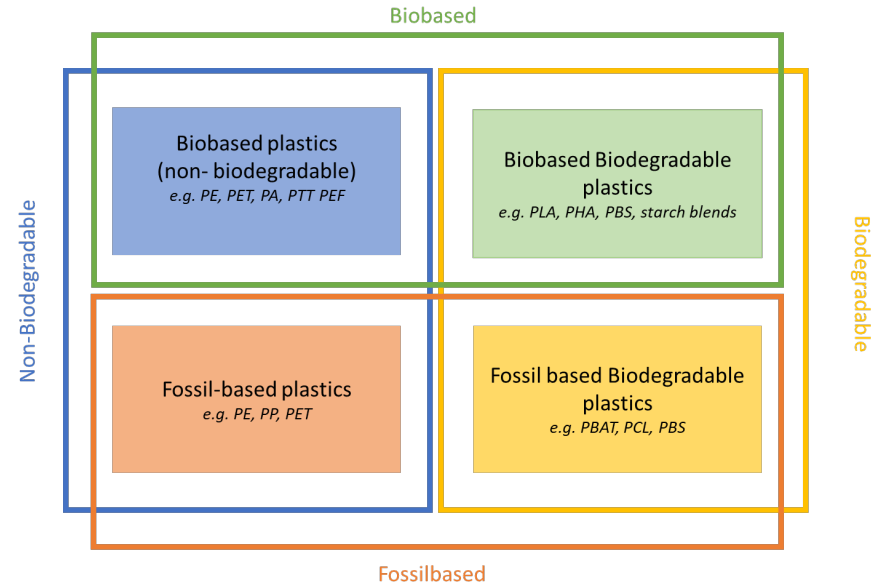 Biobased
Biobased plastics
(non- biodegradable)
e.g. PE, PET, PA, PTT PEF
Biobased Biodegradable
plastics
e.g. PLA, PHA, PBS, starch blends
Non-Biodegradable
Biodegradable
Fossil-based plastics
e.g. PE, PP, PET
Fossil based Biodegradable
plastics
e.g. PBAT, PCL, PBS
Fossilbased